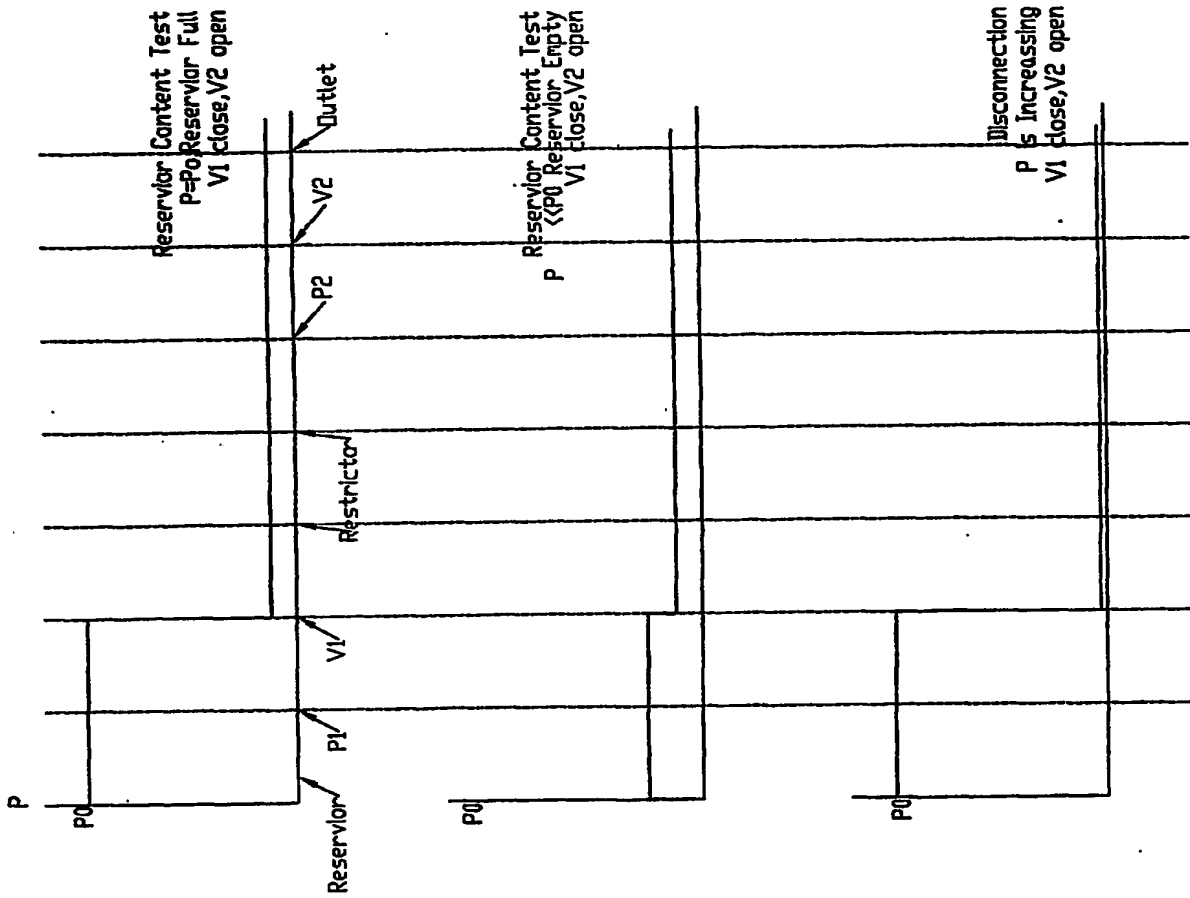 P
P0
Reservior Content Test
P=Po,Reservior Full
V1 close,V2 open
Reservior
P1
V1
Restrictor
P2
V2
Outlet
P0
Reservior Content Test
P <<P0 Reservior Empty
V1 close,V2 open
P0
Disconnection
P is Increassing
V1 close,V2 open